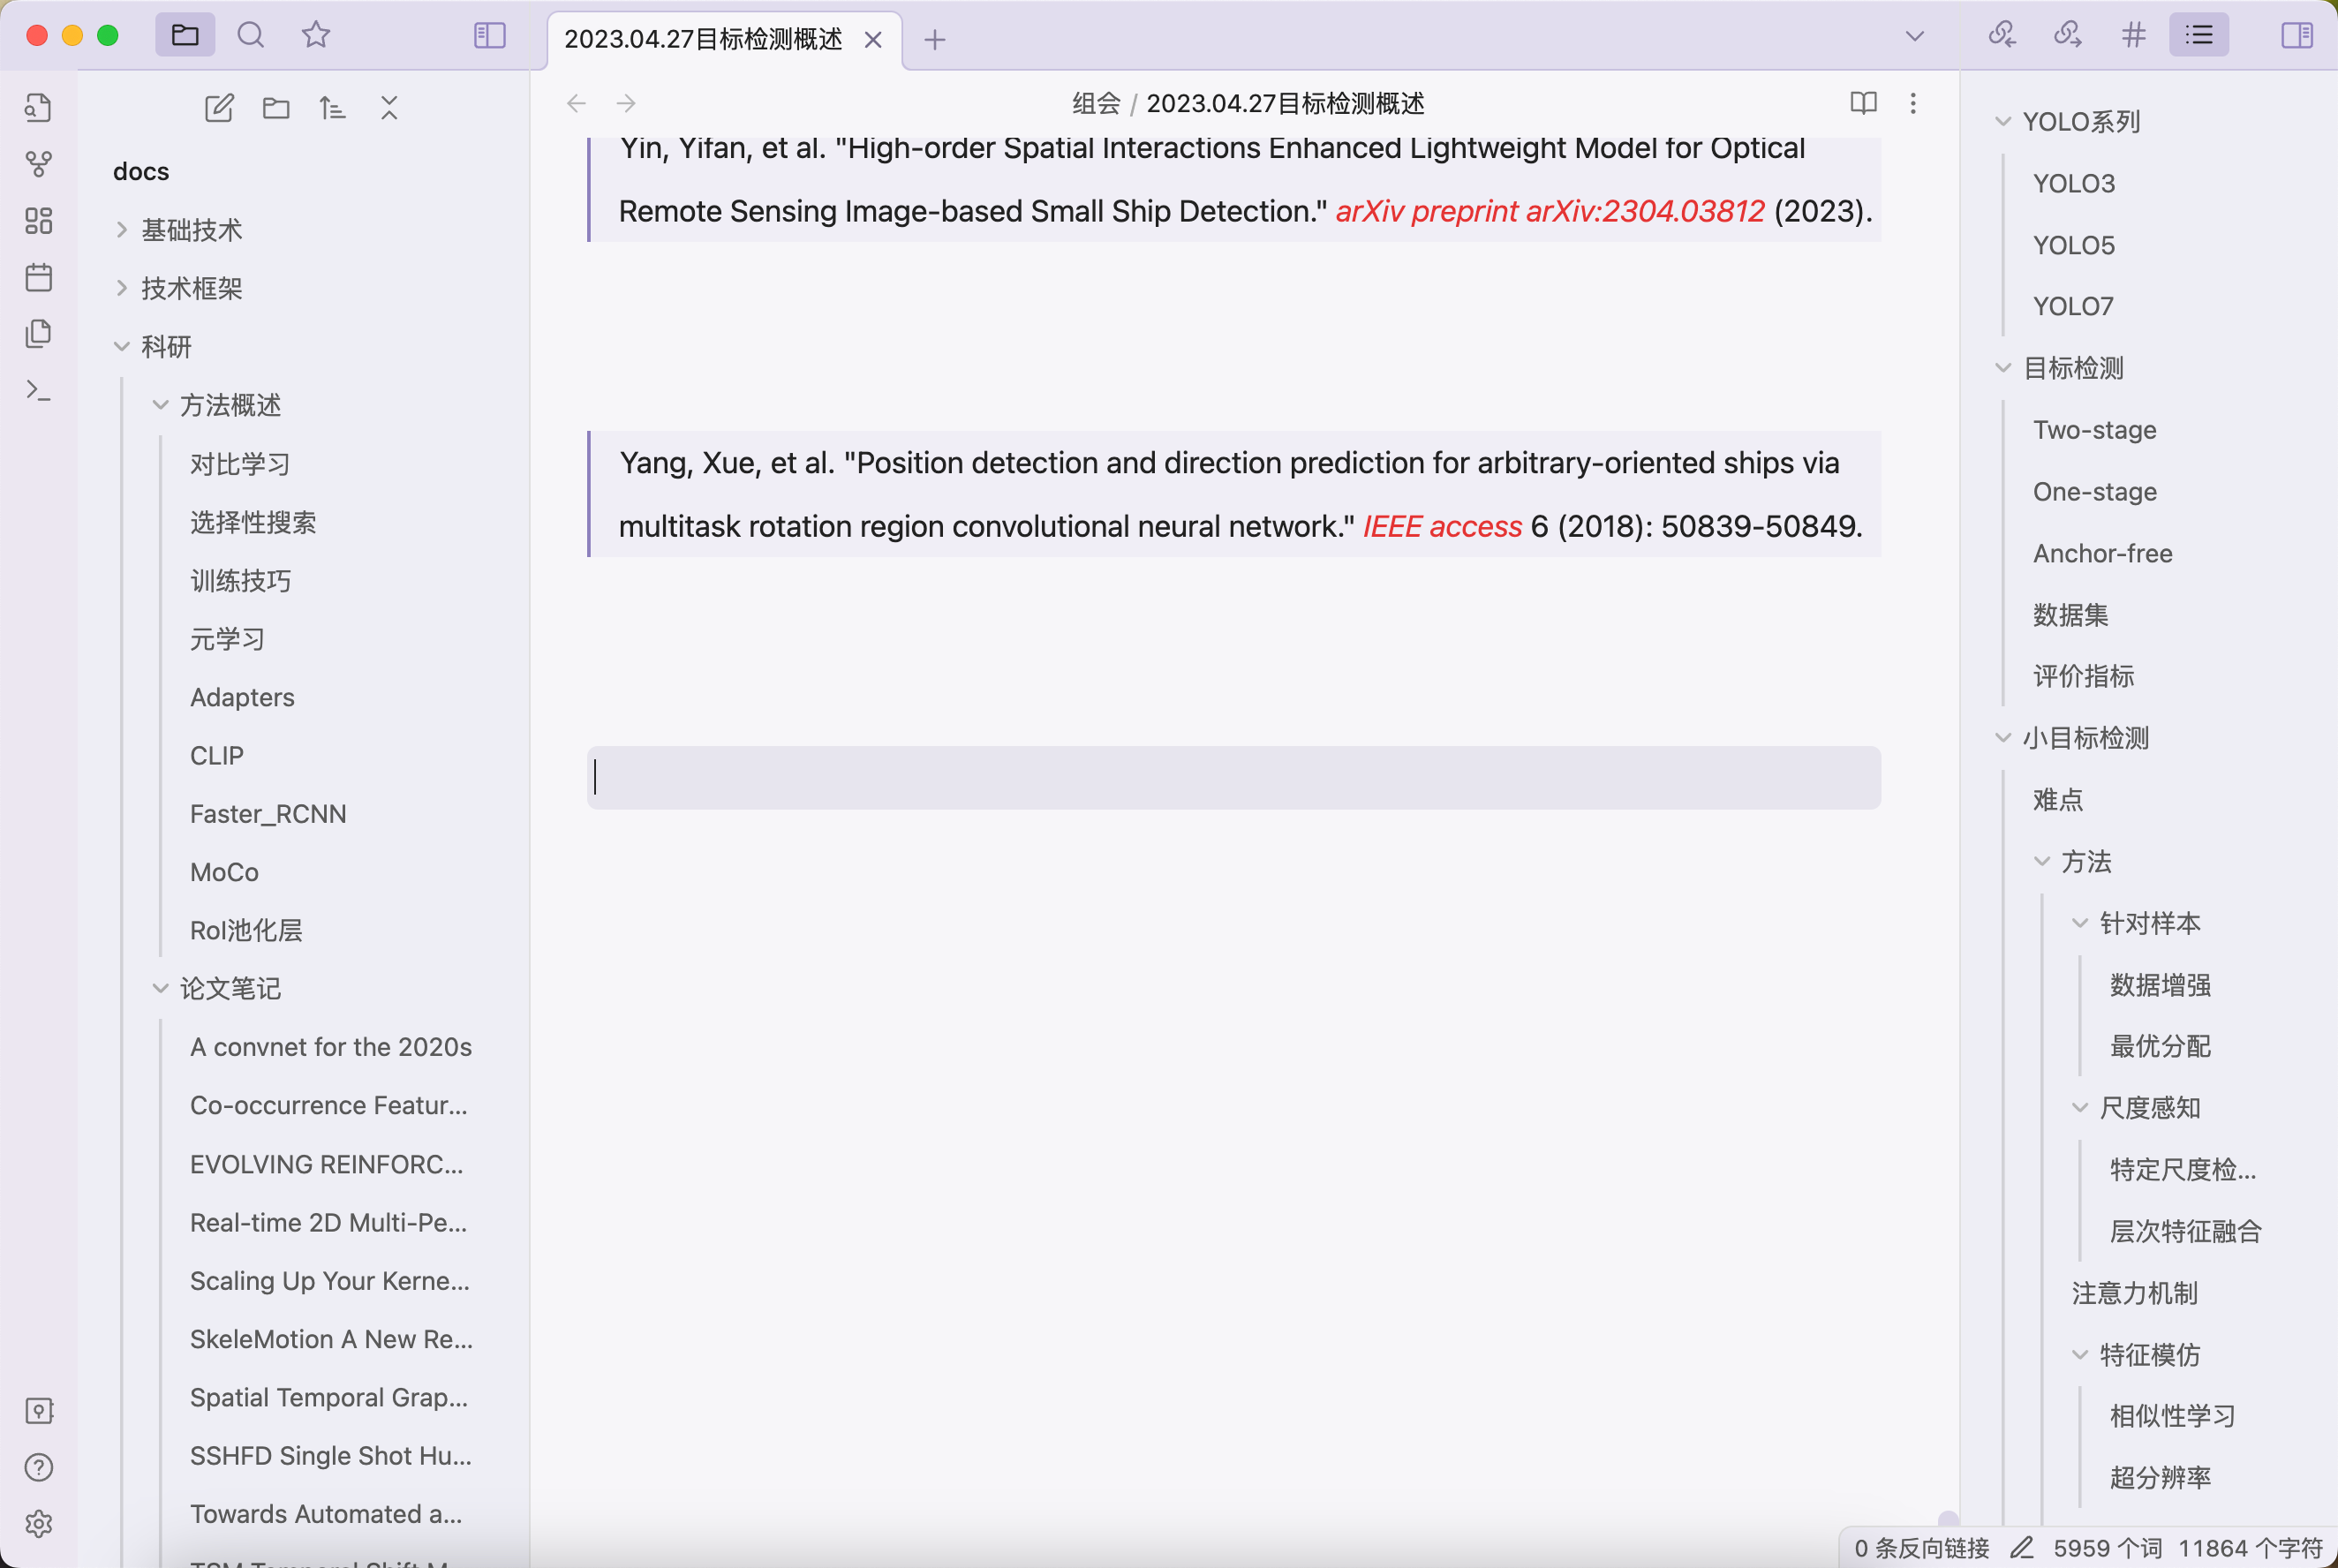 2023.04.27目标检测概述
docs
基础技术
技术框架
科研
方法概述
对比学习
选择性搜索
训练技巧
元学习
Adapters
CLIP
Faster_RCNN
MoCo
RoI池化层
论文笔记
A convnet for the 2020s
Co-occurrence Featur...
EVOLVING REINFORC...
Real-time 2D Multi-Pe...
Scaling Up Your Kerne...
SkeleMotion A New Re...
Spatial Temporal Grap...
SSHFD Single Shot Hu...
Towards Automated a...
组会 / 2023.04.27目标检测概述
Yin, Yifan, et al. "High-order Spatial Interactions Enhanced Lightweight Model for Optical
Remote Sensing Image-based Small Ship Detection." arXiv preprint arXiv:2304.03812 (2023).
Yang, Xue, et al. "Position detection and direction prediction for arbitrary-oriented ships via
multitask rotation region convolutional neural network." IEEE access 6 (2018): 50839-50849.
YOLO系列
YOLO3
YOLO5
YOLO7
目标检测
Two-stage
One-stage
Anchor-free
数据集
评价指标
小目标检测
难点
方法
针对样本
数据增强
最优分配
尺度感知
特定尺度检...
层次特征融合
注意力机制
特征模仿
相似性学习
超分辨率
0 条反向链接 5959 个词 11864 个字符